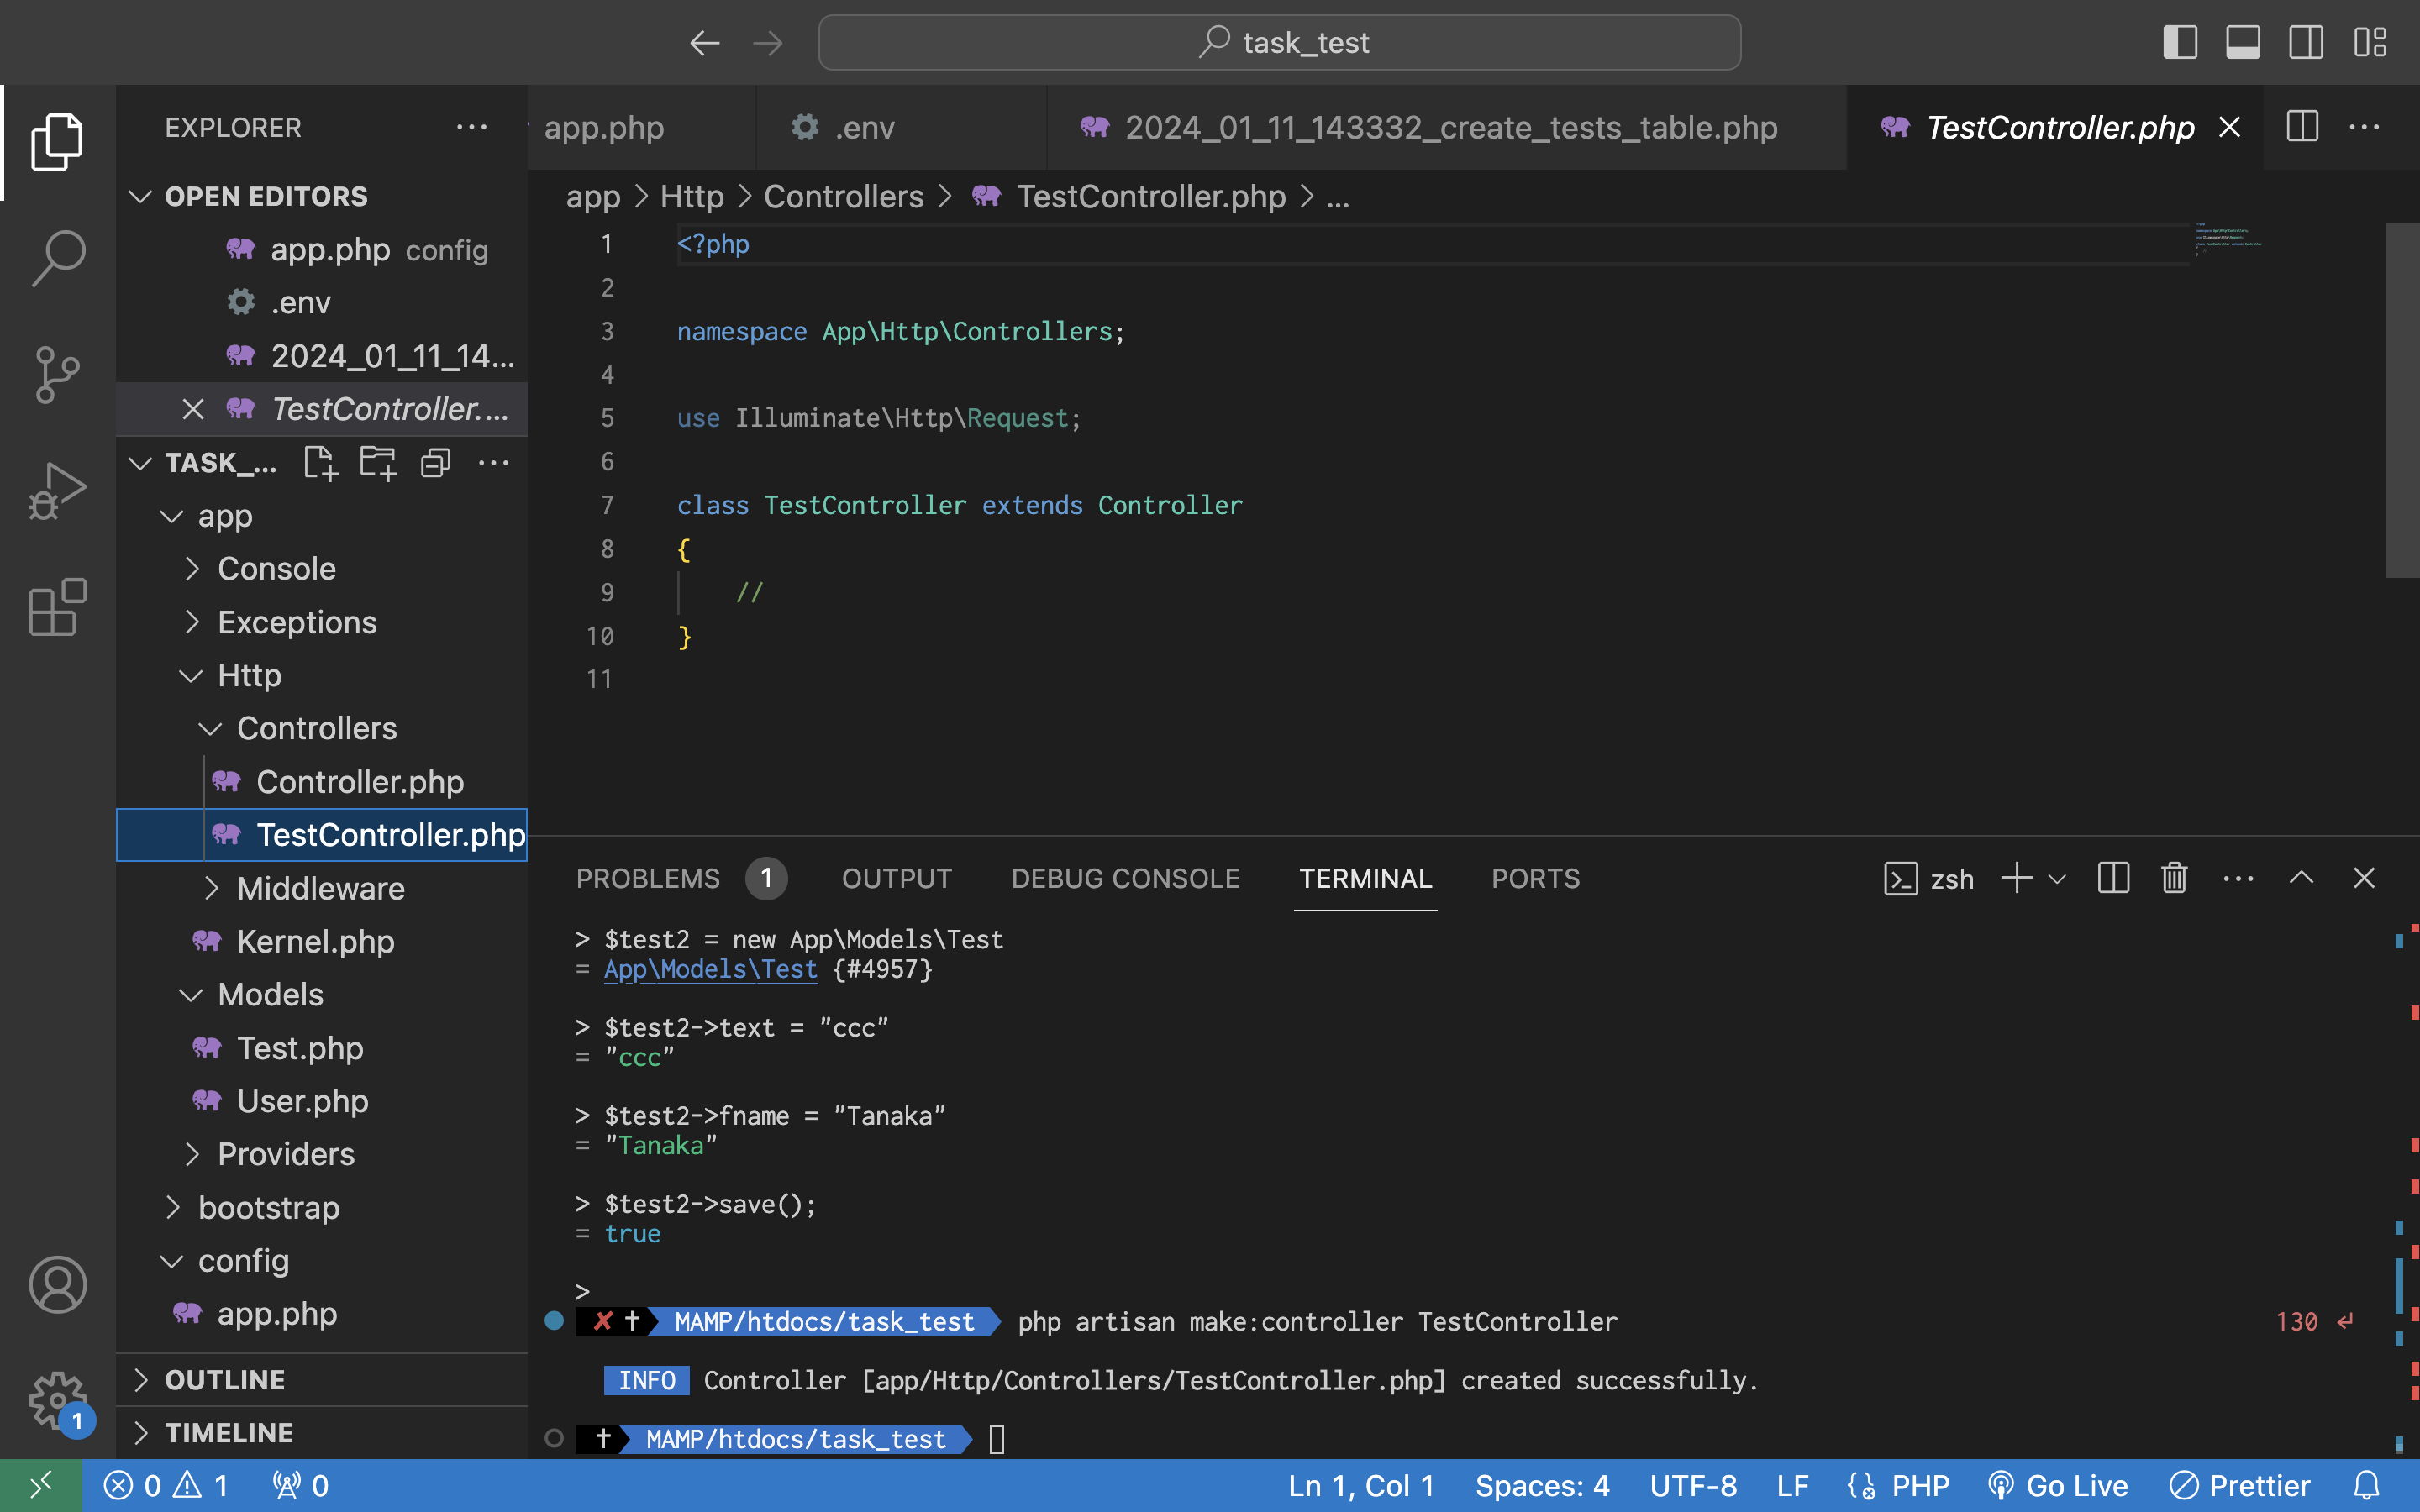 task_test
EXPLORER
OPEN EDITORS
app.php config
.env
2024_01_11_14...
TestController....
TASK_...
app
Console
Exceptions
Http
Controllers
Controller.php
TestController.php
Middleware
Kernel.php
Models
Test.php
User.php
Providers
bootstrap
config
app.php
OUTLINE
TIMELINE
1
app.php
.env
2024_01_11_143332_create_tests_table.php
TestController.php
app > Http > Controllers > TestController.php > ...
1 <?php
2
3 namespace App\Http\Controllers;
4
5 use Illuminate\Http\Request;
6
7 class TestController extends Controller
8 {
9 //
10 }
11
PROBLEMS 1 OUTPUT DEBUG CONSOLE TERMINAL PORTS
zsh
> $test2 = new App\Models\Test
= App\Models\Test {#4957}
> $test2->text = "ccc"
= "ccc"
> $test2->fname = "Tanaka"
= "Tanaka"
> $test2->save();
= true
>
✘ † MAMP/htdocs/task_test php artisan make:controller TestController 130 ↵
INFO Controller [app/Http/Controllers/TestController.php] created successfully.
† MAMP/htdocs/task_test
0 1 0 Ln 1, Col 1 Spaces: 4 UTF-8 LF PHP Go Live Prettier